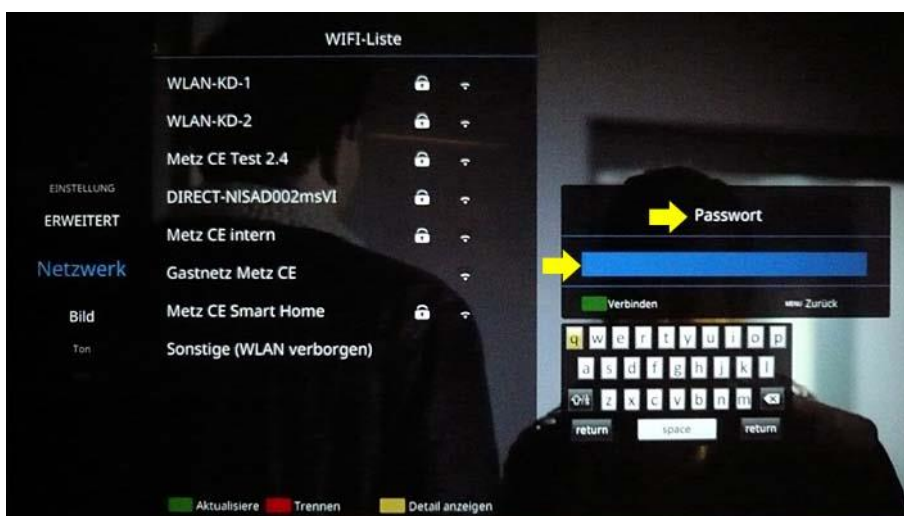 WIFI-Liste
WLAN-KD-1
WLAN-KD-2
Metz CE Test 2.4
DIRECT-NISAD002msVI
Metz CE intern
Gastnetz Metz CE
Metz CE Smart Home
Sonstige (WLAN verborgen)
EINSTELLUNG
ERWEITERT
Netzwerk
Bild
Ton
Aktualisiere Trennen Detail anzeigen
Passwort
Verbinden MENU Zurück
q w e r t y u i o p
a s d f g h j k l
z x c v b n m
return space return